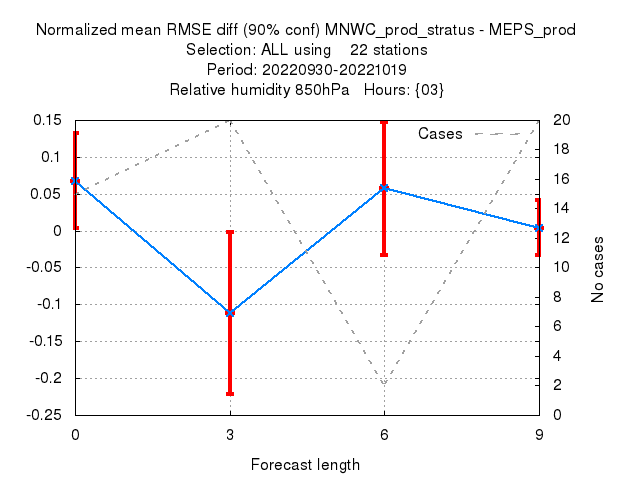 Normalized mean RMSE diff (90% conf) MNWC_prod_stratus - MEPS_prod
Selection: ALL using 22 stations
Period: 20220930-20221019
Relative humidity 850hPa Hours: {03}
Cases
0.15
0.1
0.05
0
-0.05
-0.1
-0.15
-0.2
-0.25
20
18
16
14
12
10
8
6
4
2
0
No cases
0 3 6 9
Forecast length